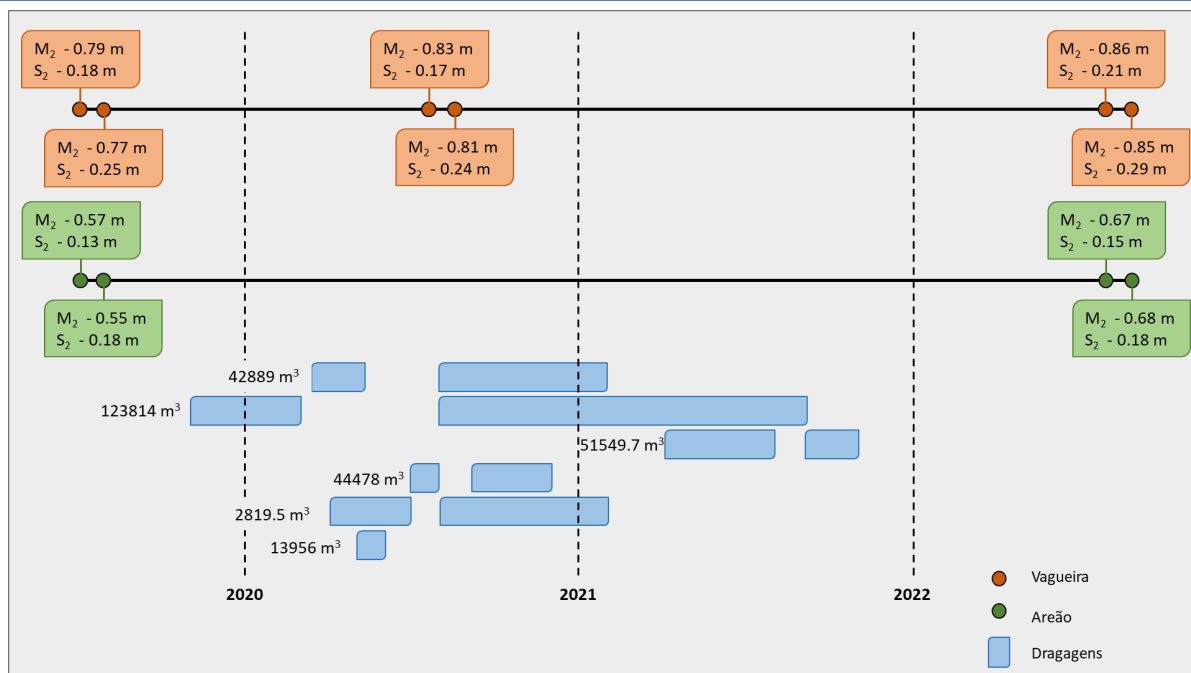 M₂ - 0.79 m
S₂ - 0.18 m
M₂ - 0.83 m
S₂ - 0.17 m
M₂ - 0.86 m
S₂ - 0.21 m
M₂ - 0.77 m
S₂ - 0.25 m
M₂ - 0.81 m
S₂ - 0.24 m
M₂ - 0.85 m
S₂ - 0.29 m
M₂ - 0.57 m
S₂ - 0.13 m
M₂ - 0.67 m
S₂ - 0.15 m
M₂ - 0.55 m
S₂ - 0.18 m
M₂ - 0.68 m
S₂ - 0.18 m
42889 m³
123814 m³
51549.7 m³
44478 m³
2819.5 m³
13956 m³
2020
2021
2022
Vagueira
Areão
Dragagens